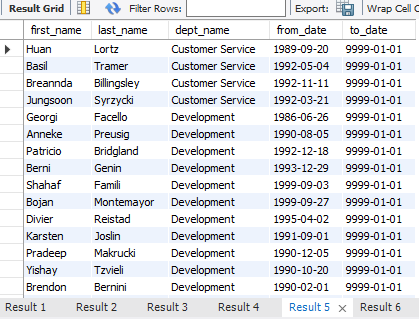 Result Grid Filter Rows: Export: Wrap Cell C
first_name last_name dept_name from_date to_date
Huan Lortz Customer Service 1989-09-20 9999-01-01
Basil Tramer Customer Service 1992-05-04 9999-01-01
Breannda Billingsley Customer Service 1992-11-11 9999-01-01
Jungsoon Syrzycki Customer Service 1992-03-21 9999-01-01
Georgi Facello Development 1986-06-26 9999-01-01
Anneke Preusig Development 1990-08-05 9999-01-01
Patricio Bridgland Development 1992-12-18 9999-01-01
Berni Genin Development 1993-12-29 9999-01-01
Shahaf Famili Development 1999-09-03 9999-01-01
Bojan Montemayor Development 1999-09-27 9999-01-01
Divier Reistad Development 1995-04-02 9999-01-01
Karsten Joslin Development 1991-09-01 9999-01-01
Pradeep Makrucki Development 1990-12-05 9999-01-01
Yishay Tzvieli Development 1990-10-20 9999-01-01
Brendon Bernini Development 1990-02-01 9999-01-01
Result 1 Result 2 Result 3 Result 4 Result 5 Result 6